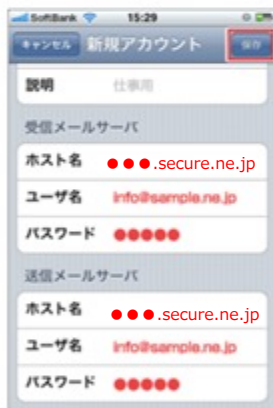 SoftBank 15:29
キャンセル 新規アカウント 保存
説明 仕事用
受信メールサーバ
ホスト名 ●●●.secure.ne.jp
ユーザ名 info@sample.ne.jp
パスワード ●●●●●
送信メールサーバ
ホスト名 ●●●.secure.ne.jp
ユーザ名 info@sample.ne.jp
パスワード ●●●●●